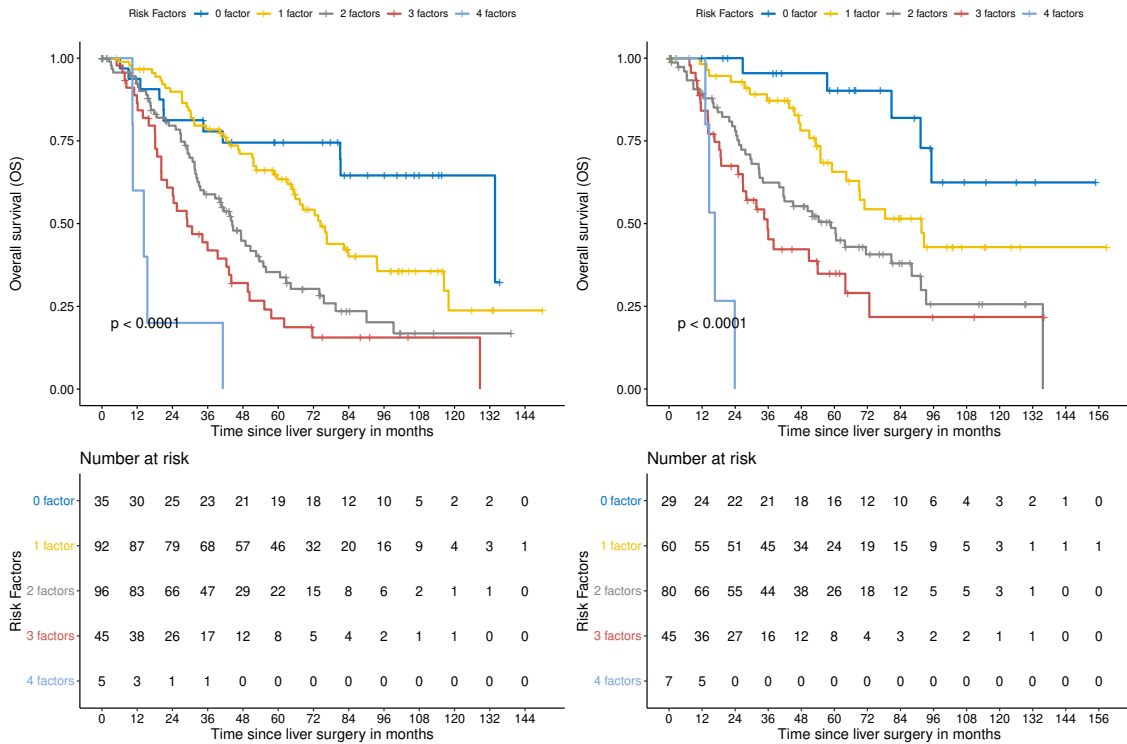 Risk Factors 0 factor 1 factor 2 factors 3 factors 4 factors
Overall survival (OS)
1.00
0.75
0.50
0.25
0.00
p < 0.0001
0 12 24 36 48 60 72 84 96 108 120 132 144
Time since liver surgery in months
Number at risk
Risk Factors
0 factor 35 30 25 23 21 19 18 12 10 5 2 2 0
1 factor 92 87 79 68 57 46 32 20 16 9 4 3 1
2 factors 96 83 66 47 29 22 15 8 6 2 1 1 0
3 factors 45 38 26 17 12 8 5 4 2 1 1 0 0
4 factors 5 3 1 1 0 0 0 0 0 0 0 0 0
0 12 24 36 48 60 72 84 96 108 120 132 144
Time since liver surgery in months
Risk Factors 0 factor 1 factor 2 factors 3 factors 4 factors
Overall survival (OS)
1.00
0.75
0.50
0.25
0.00
p < 0.0001
0 12 24 36 48 60 72 84 96 108 120 132 144 156
Time since liver surgery in months
Number at risk
Risk Factors
0 factor 29 24 22 21 18 16 12 10 6 4 3 2 1 0
1 factor 60 55 51 45 34 24 19 15 9 5 3 1 1 1
2 factors 80 66 55 44 38 26 18 12 5 5 3 1 0 0
3 factors 45 36 27 16 12 8 4 3 2 2 1 1 0 0
4 factors 7 5 0 0 0 0 0 0 0 0 0 0 0 0
0 12 24 36 48 60 72 84 96 108 120 132 144 156
Time since liver surgery in months